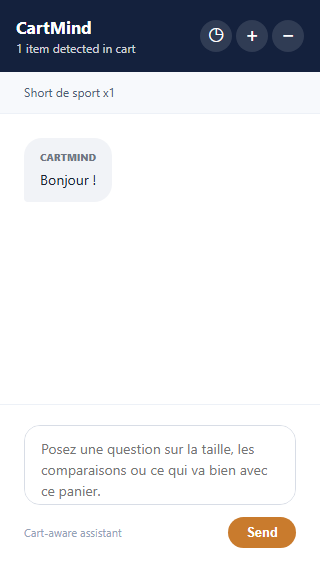 CartMind
1 item detected in cart
Short de sport x1
CARTMIND
Bonjour !
Posez une question sur la taille, les
comparaisons ou ce qui va bien avec
ce panier.
Cart-aware assistant
Send